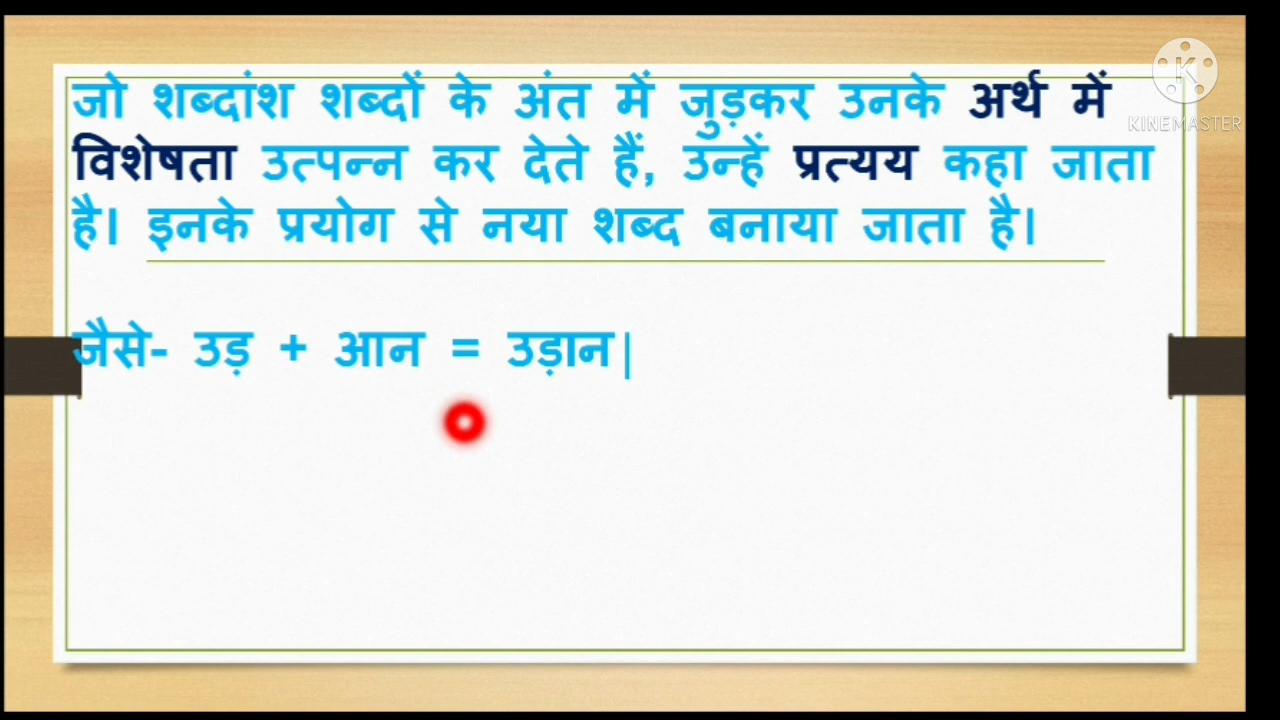 जो शब्दांश शब्दों के अंत में जुड़कर उनके अर्थ में
विशेषता उत्पन्न कर देते हैं, उन्हें प्रत्यय कहा जाता
है। इनके प्रयोग से नया शब्द बनाया जाता है।
जैसे- उड़ + आन = उड़ान|
K
KINEMASTER